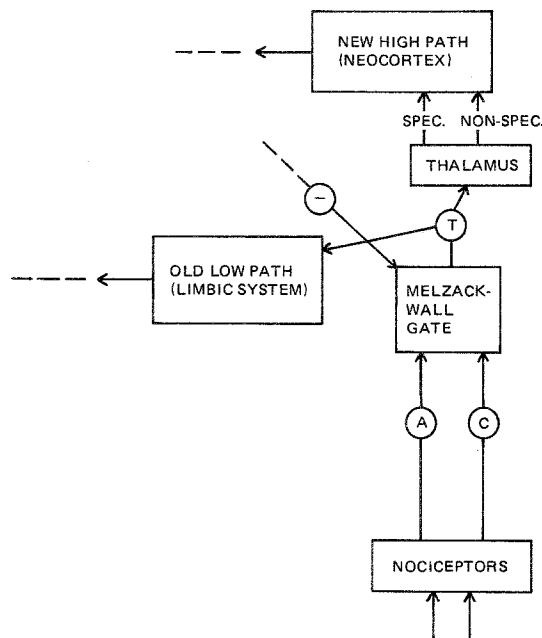 NEW HIGH PATH
(NEOCORTEX)
SPEC. NON-SPEC.
THALAMUS
−
T
OLD LOW PATH
(LIMBIC SYSTEM)
MELZACK-
WALL
GATE
A
C
NOCICEPTORS